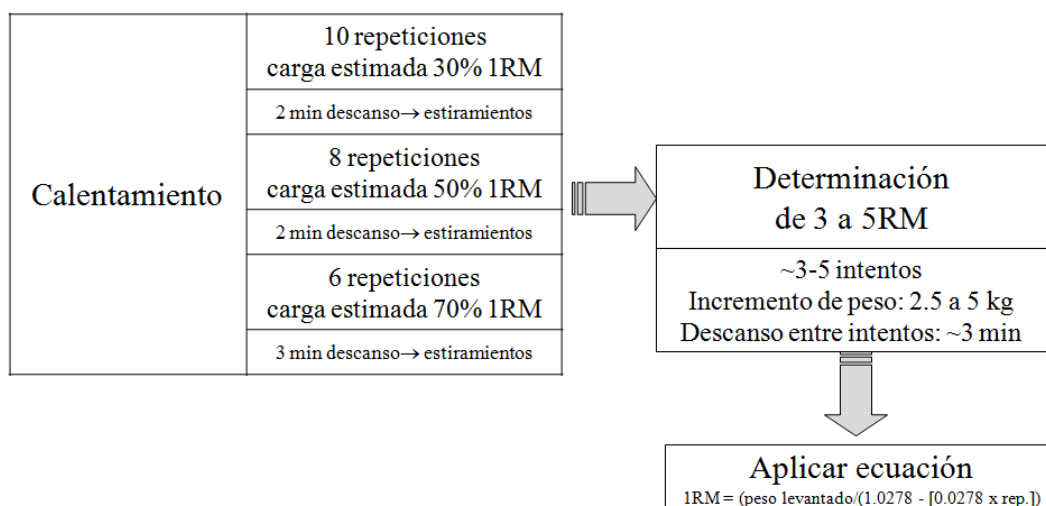 Calentamiento
10 repeticiones
carga estimada 30% 1RM
2 min descanso→ estiramientos
8 repeticiones
carga estimada 50% 1RM
2 min descanso→ estiramientos
6 repeticiones
carga estimada 70% 1RM
3 min descanso→ estiramientos
Determinación
de 3 a 5RM
~3-5 intentos
Incremento de peso: 2.5 a 5 kg
Descanso entre intentos: ~3 min
Aplicar ecuación
1RM = (peso levantado/(1.0278 - [0.0278 x rep.])